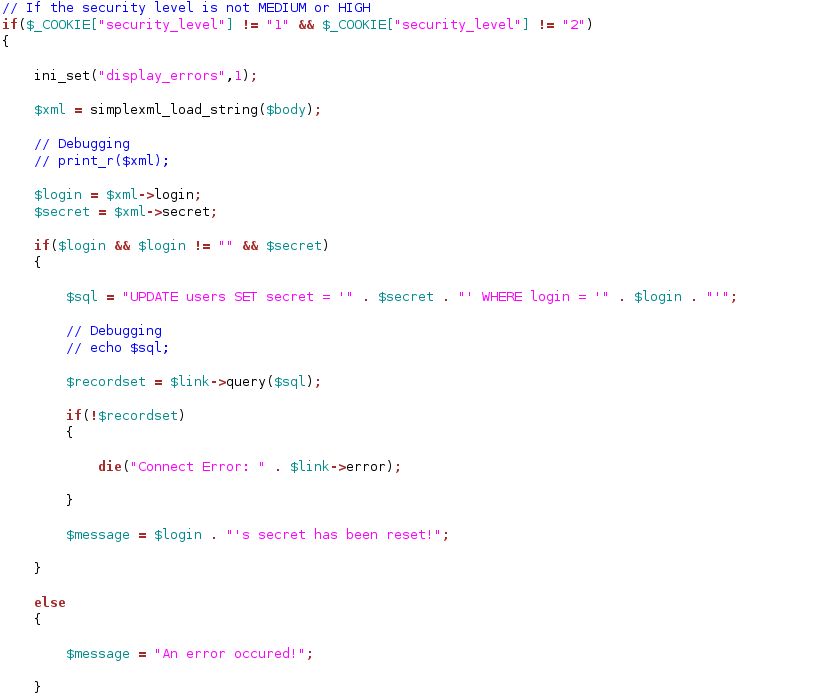 // If the security level is not MEDIUM or HIGH
if($_COOKIE["security_level"] != "1" && $_COOKIE["security_level"] != "2")
{
ini_set("display_errors",1);
$xml = simplexml_load_string($body);
// Debugging
// print_r($xml);
$login = $xml->login;
$secret = $xml->secret;
if($login && $login != "" && $secret)
{
$sql = "UPDATE users SET secret = '" . $secret . "' WHERE login = '" . $login . "'";
// Debugging
// echo $sql;
$recordset = $link->query($sql);
if(!$recordset)
{
die("Connect Error: " . $link->error);
}
$message = $login . "'s secret has been reset!";
}
else
{
$message = "An error occured!";
}